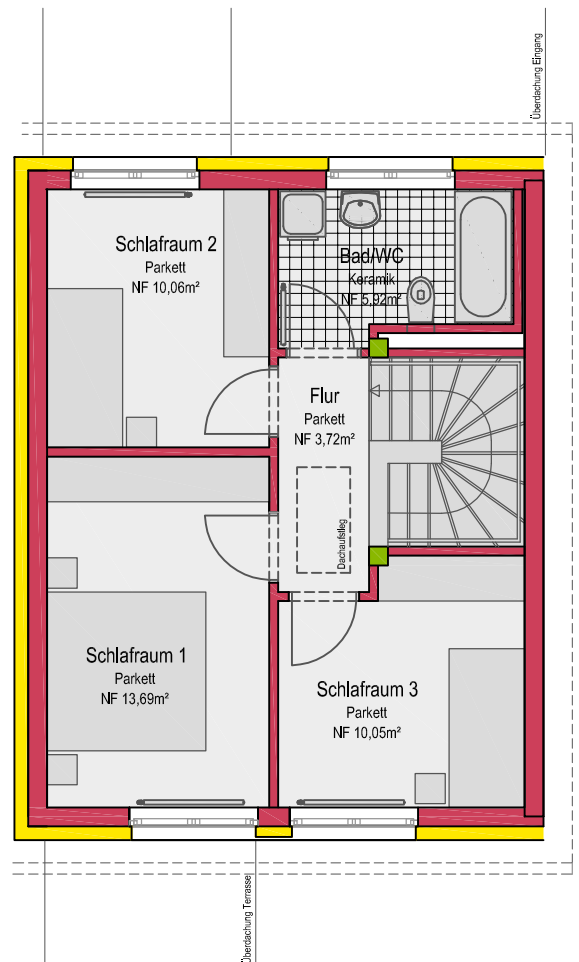 Überdachung Eingang
Schlafraum 2
Parkett
NF 10,06m²
Bad/WC
Keramik
NF 5,92m²
Flur
Parkett
NF 3,72m²
Dachaufstieg
Schlafraum 1
Parkett
NF 13,69m²
Schlafraum 3
Parkett
NF 10,05m²
Überdachung Terrasse